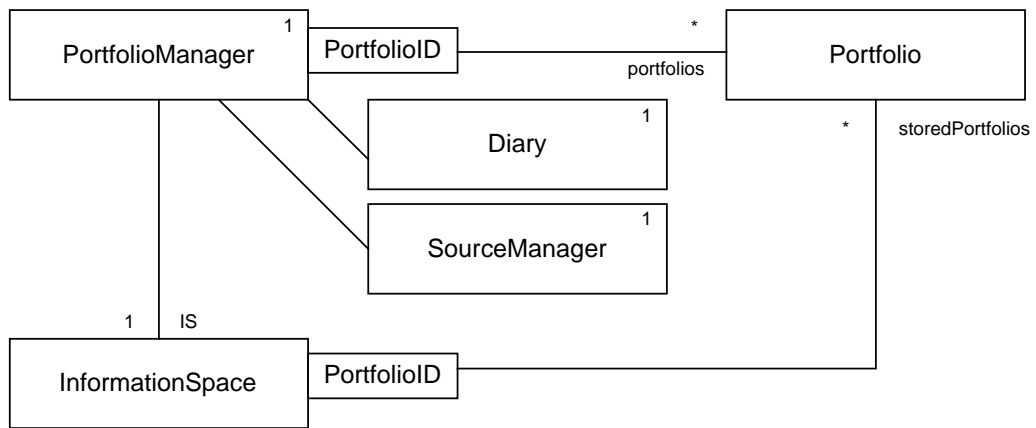 1
PortfolioManager
PortfolioID
*
portfolios
Portfolio
1
Diary
*
storedPortfolios
1
SourceManager
1
IS
InformationSpace
PortfolioID